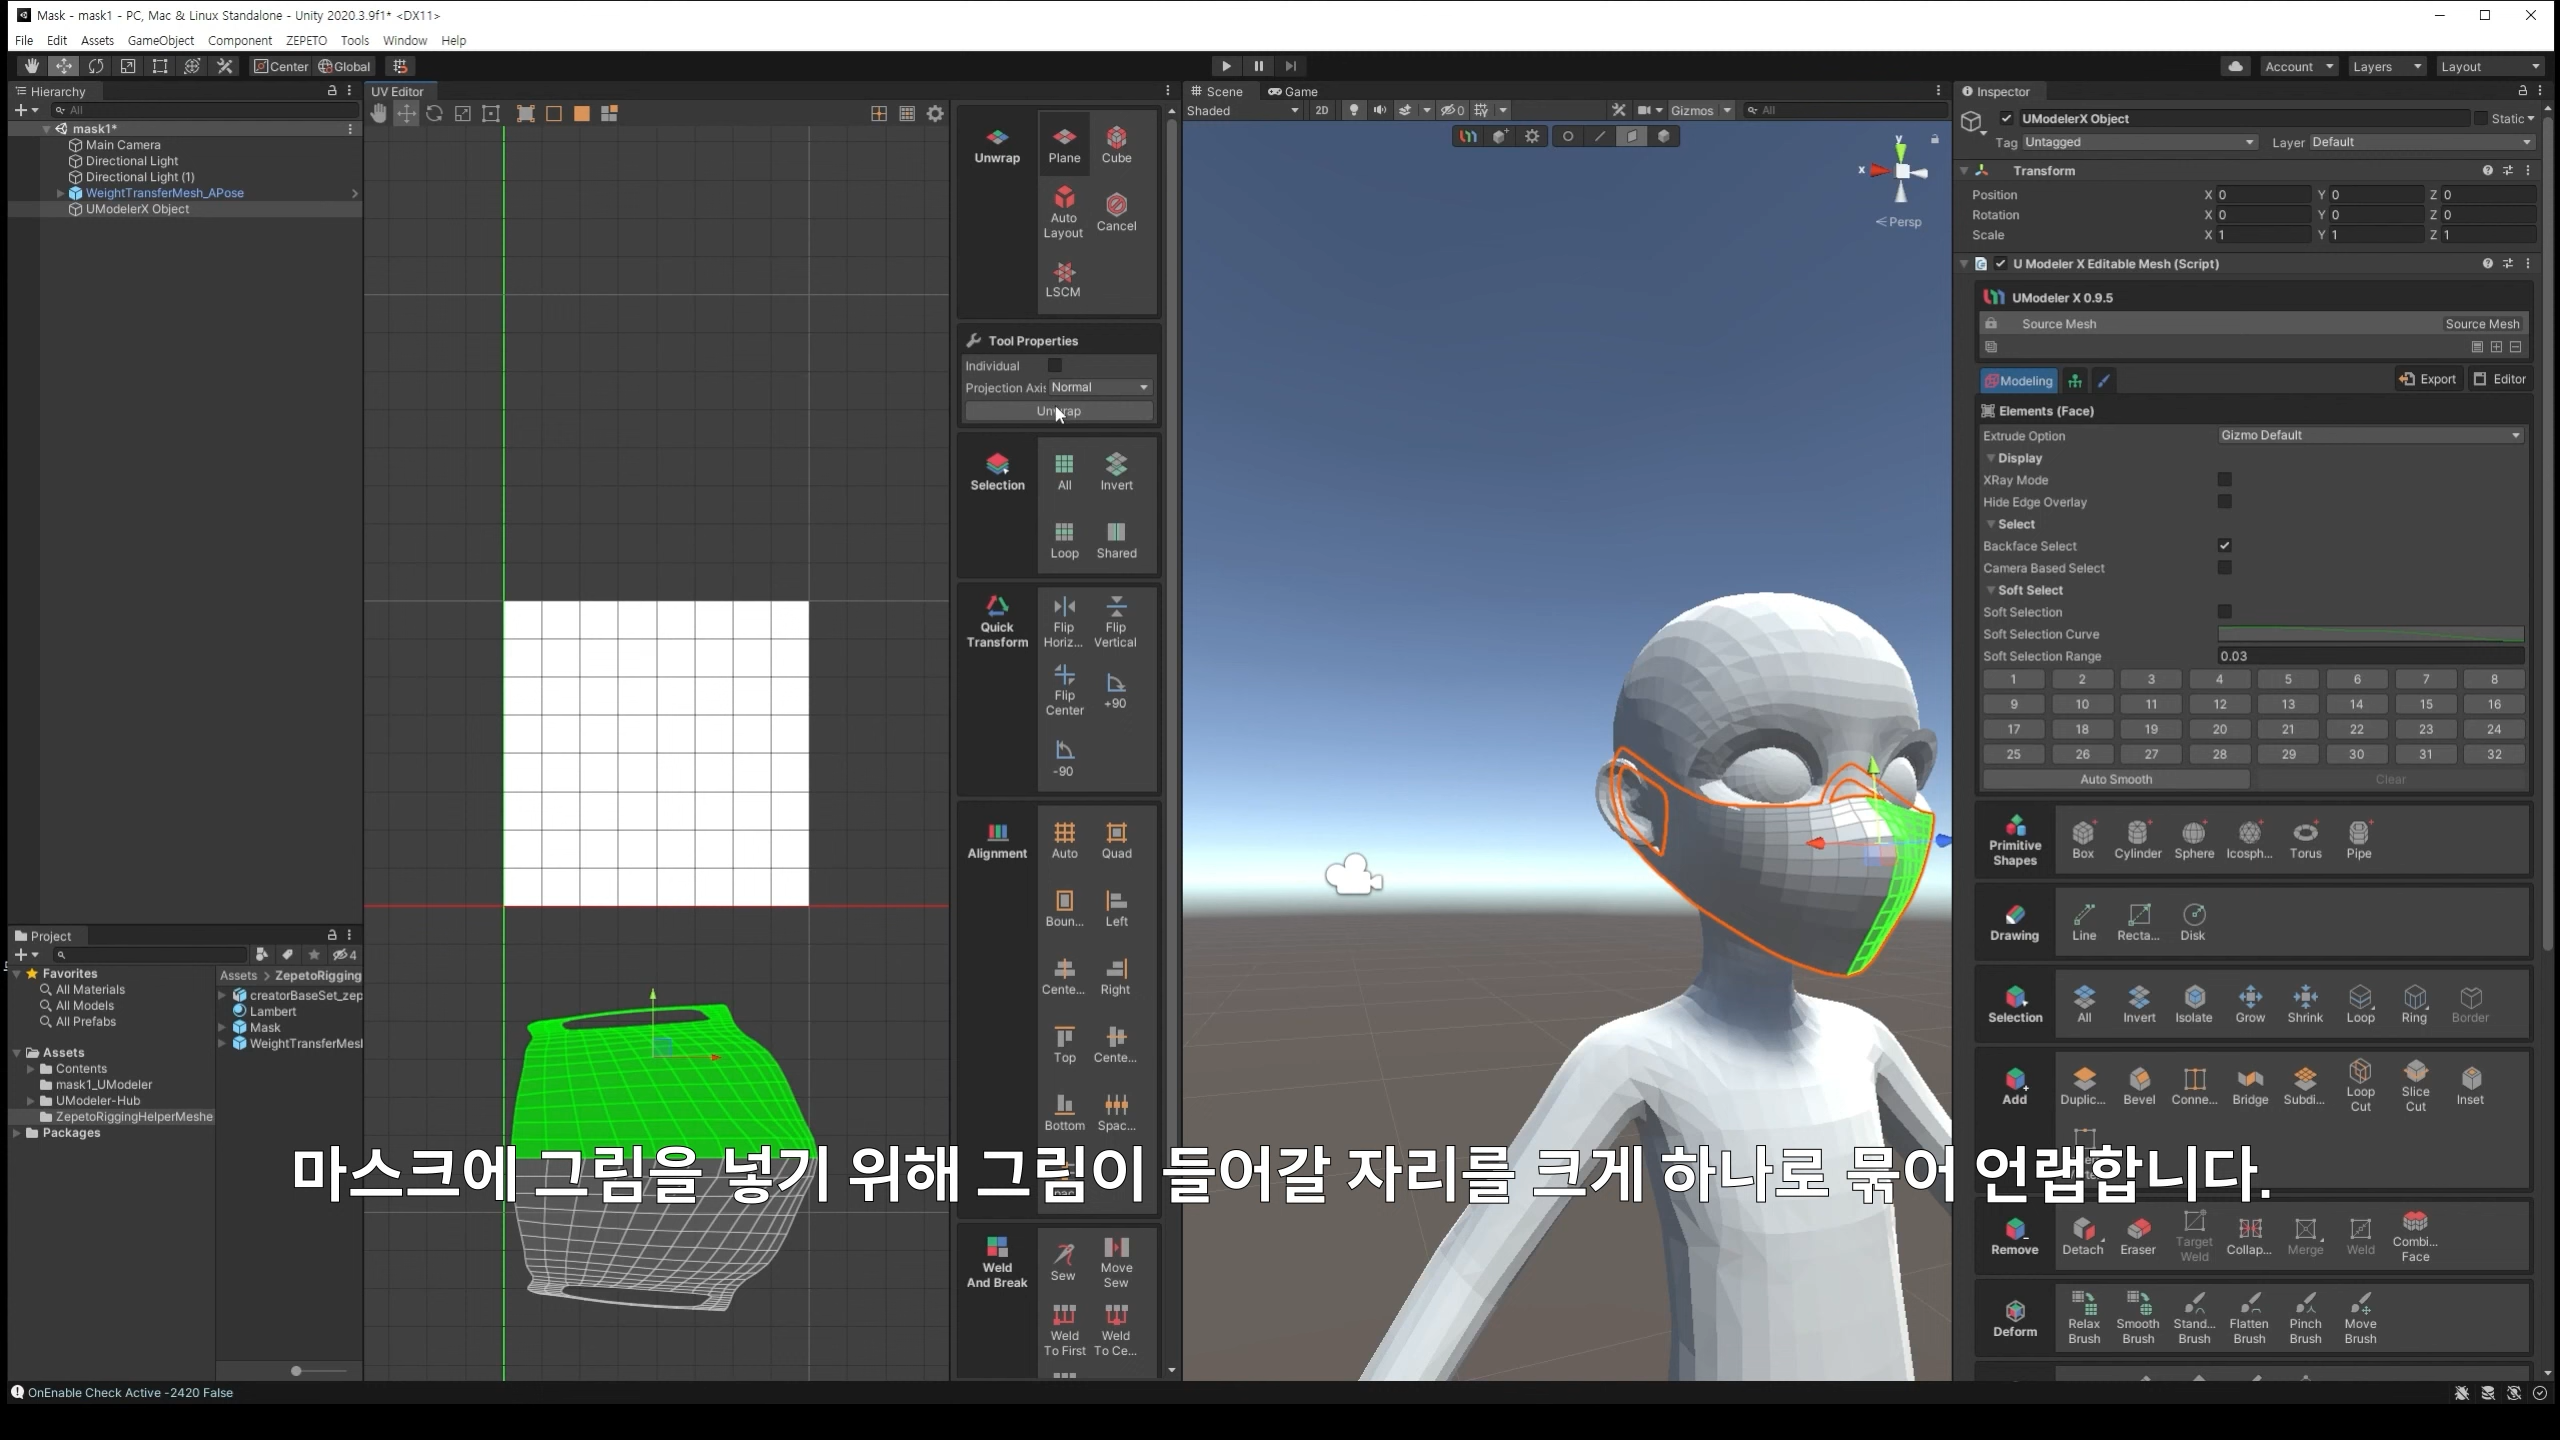 Mask - mask1 - PC, Mac & Linux Standalone - Unity 2020.3.9f1* <DX11>
File Edit Assets GameObject Component ZEPETO Tools Window Help
Center Global
Account Layers Layout
Hierarchy
All
mask1*
Main Camera
Directional Light
Directional Light (1)
WeightTransferMesh_APose
UModelerX Object
UV Editor
Unwrap Plane Cube
Auto Layout Cancel
LSCM
Tool Properties
Individual
Projection Axis Normal
Unwrap
Selection All Invert
Loop Shared
Quick Transform Flip Horiz... Flip Vertical
Flip Center +90
-90
Alignment Auto Quad
Boun... Left
Cente... Right
Top Cente...
Bottom Spac...
Weld And Break Sew Move Sew
Weld To First Weld To Ce...
Scene Game
Shaded 2D 0 Gizmos All
y
x
Persp
Inspector
UModelerX Object Static
Tag Untagged Layer Default
Transform
Position X 0 Y 0 Z 0
Rotation X 0 Y 0 Z 0
Scale X 1 Y 1 Z 1
U Modeler X Editable Mesh (Script)
UModeler X 0.9.5
Source Mesh Source Mesh
Modeling Export Editor
Elements (Face)
Extrude Option Gizmo Default
Display
XRay Mode
Hide Edge Overlay
Select
Backface Select
Camera Based Select
Soft Select
Soft Selection
Soft Selection Curve
Soft Selection Range 0.03
1 2 3 4 5 6 7 8
9 10 11 12 13 14 15 16
17 18 19 20 21 22 23 24
25 26 27 28 29 30 31 32
Auto Smooth Clear
Primitive Shapes Box Cylinder Sphere Icosph... Torus Pipe
Drawing Line Recta... Disk
Selection All Invert Isolate Grow Shrink Loop Ring Border
Add Duplic... Bevel Conne... Bridge Subdi... Loop Cut Slice Cut Inset
Remove Detach Eraser Target Weld Collap... Merge Weld Combi... Face
Deform Relax Brush Smooth Brush Stand... Brush Flatten Brush Pinch Brush Move Brush
Project
4
Favorites
All Materials
All Models
All Prefabs
Assets
Contents
mask1_UModeler
UModeler-Hub
ZepetoRiggingHelperMeshe
Packages
Assets > ZepetoRigging
creatorBaseSet_zep
Lambert
Mask
WeightTransferMesl
마스크에 그림을 넣기 위해 그림이 들어갈 자리를 크게 하나로 묶어 언랩합니다.
OnEnable Check Active -2420 False